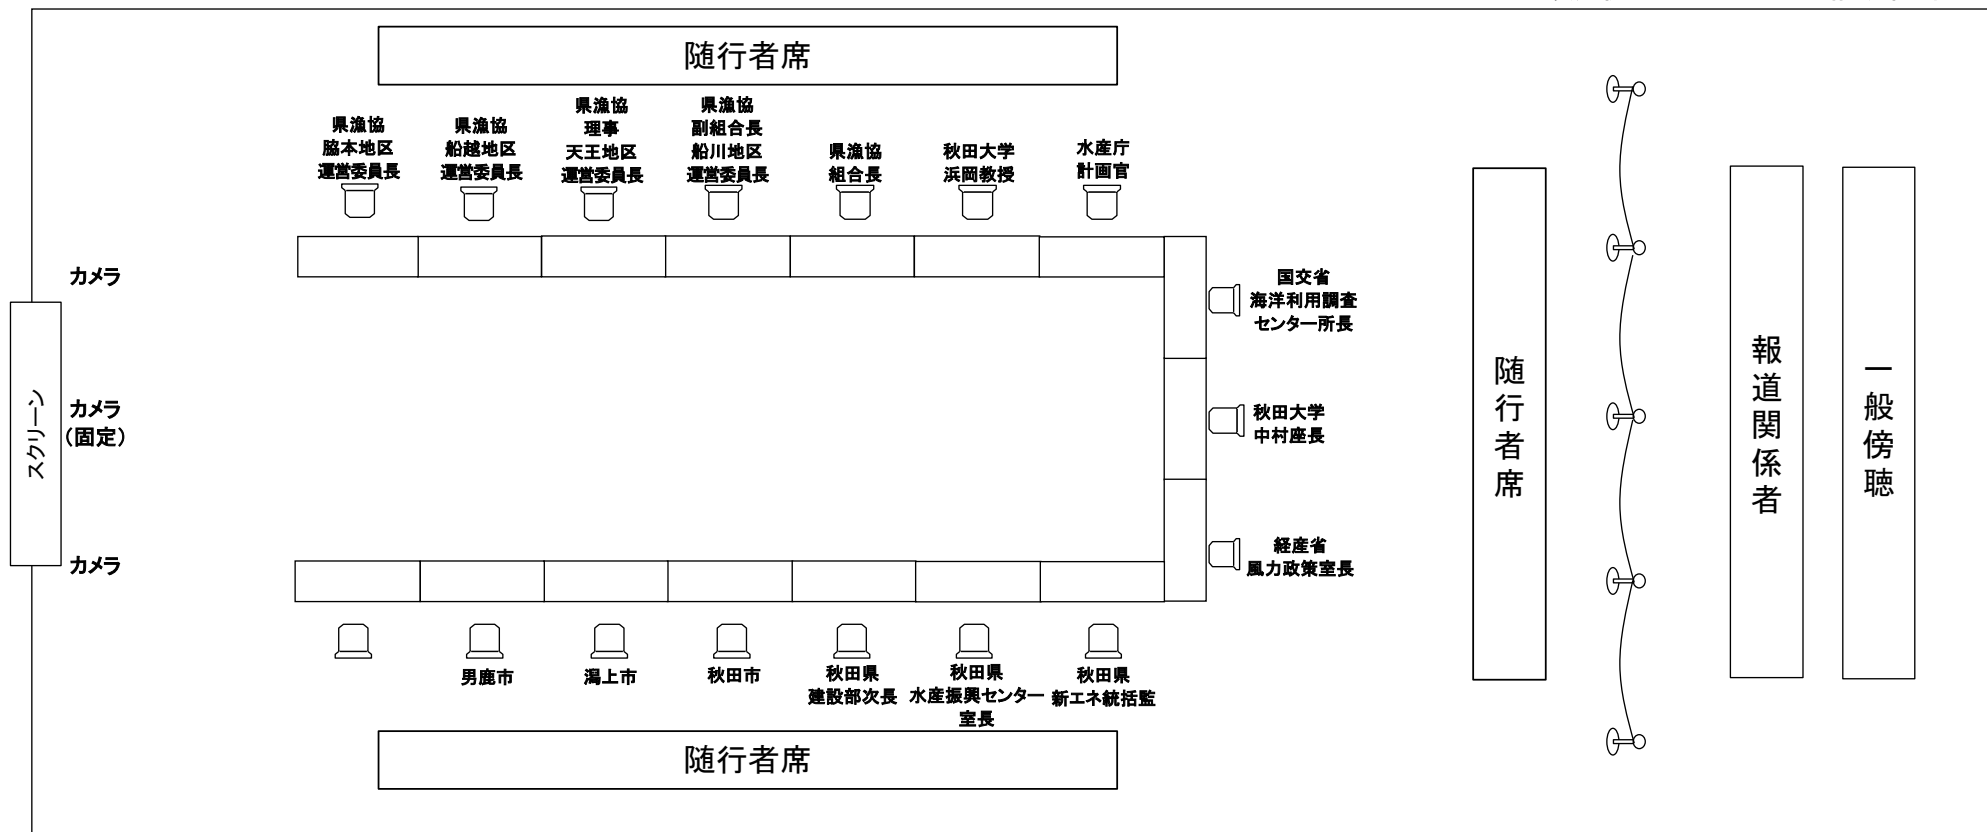 随行者席
県漁協
脇本地区
運営委員長
県漁協
船越地区
運営委員長
県漁協
理事
天王地区
運営委員長
県漁協
副組合長
船川地区
運営委員長
県漁協
組合長
秋田大学
浜岡教授
水産庁
計画官
カメラ
スクリーン
カメラ
(固定)
カメラ
国交省
海洋利用調査
センター所長
秋田大学
中村座長
経産省
風力政策室長
男鹿市
潟上市
秋田市
秋田県
建設部次長
秋田県
水産振興センター
室長
秋田県
新エネ統括監
随行者席
随行者席
報道関係者
一般傍聴